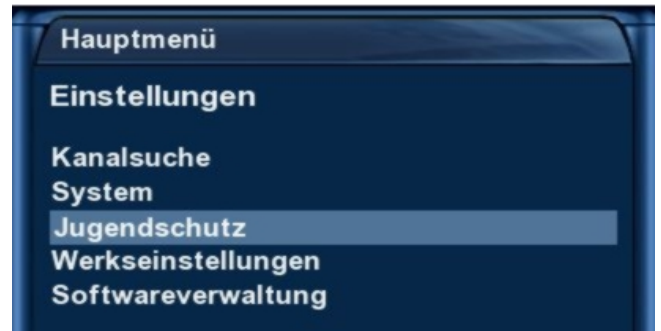 Hauptmenü
Einstellungen
Kanalsuche
System
Jugendschutz
Werkseinstellungen
Softwareverwaltung